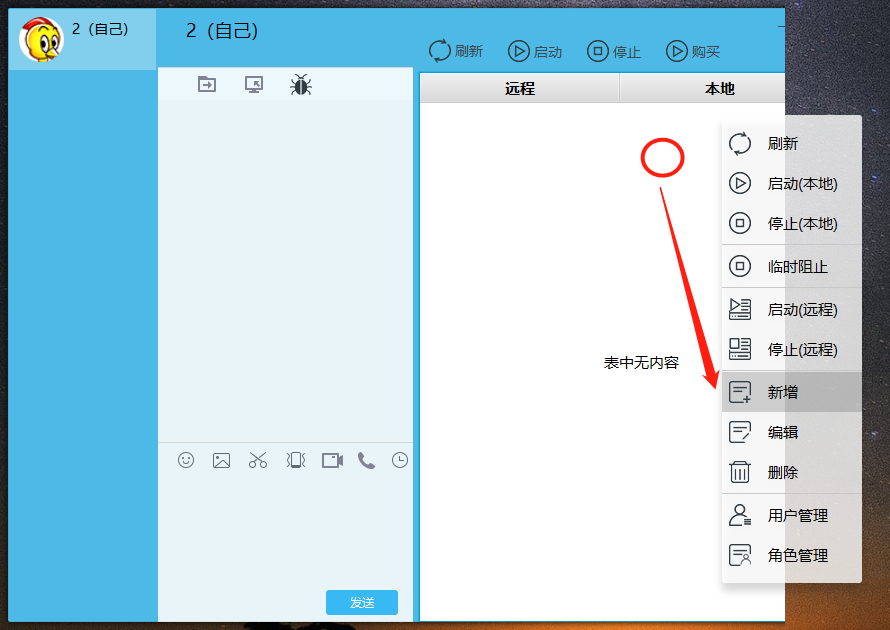 2（自己）
2（自己）
刷新
启动
停止
购买
远程
本地
刷新
启动(本地)
停止(本地)
临时阻止
启动(远程)
停止(远程)
表中无内容
新增
编辑
删除
用户管理
角色管理
发送